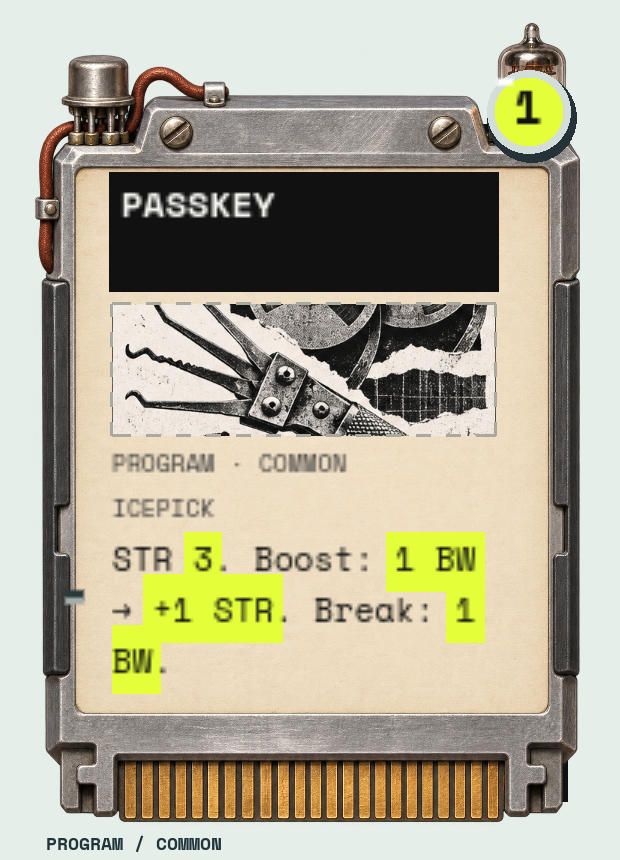 1
PASSKEY
PROGRAM · COMMON
ICEPICK
STR 3. Boost: 1 BW
→ +1 STR. Break: 1
BW.
PROGRAM / COMMON